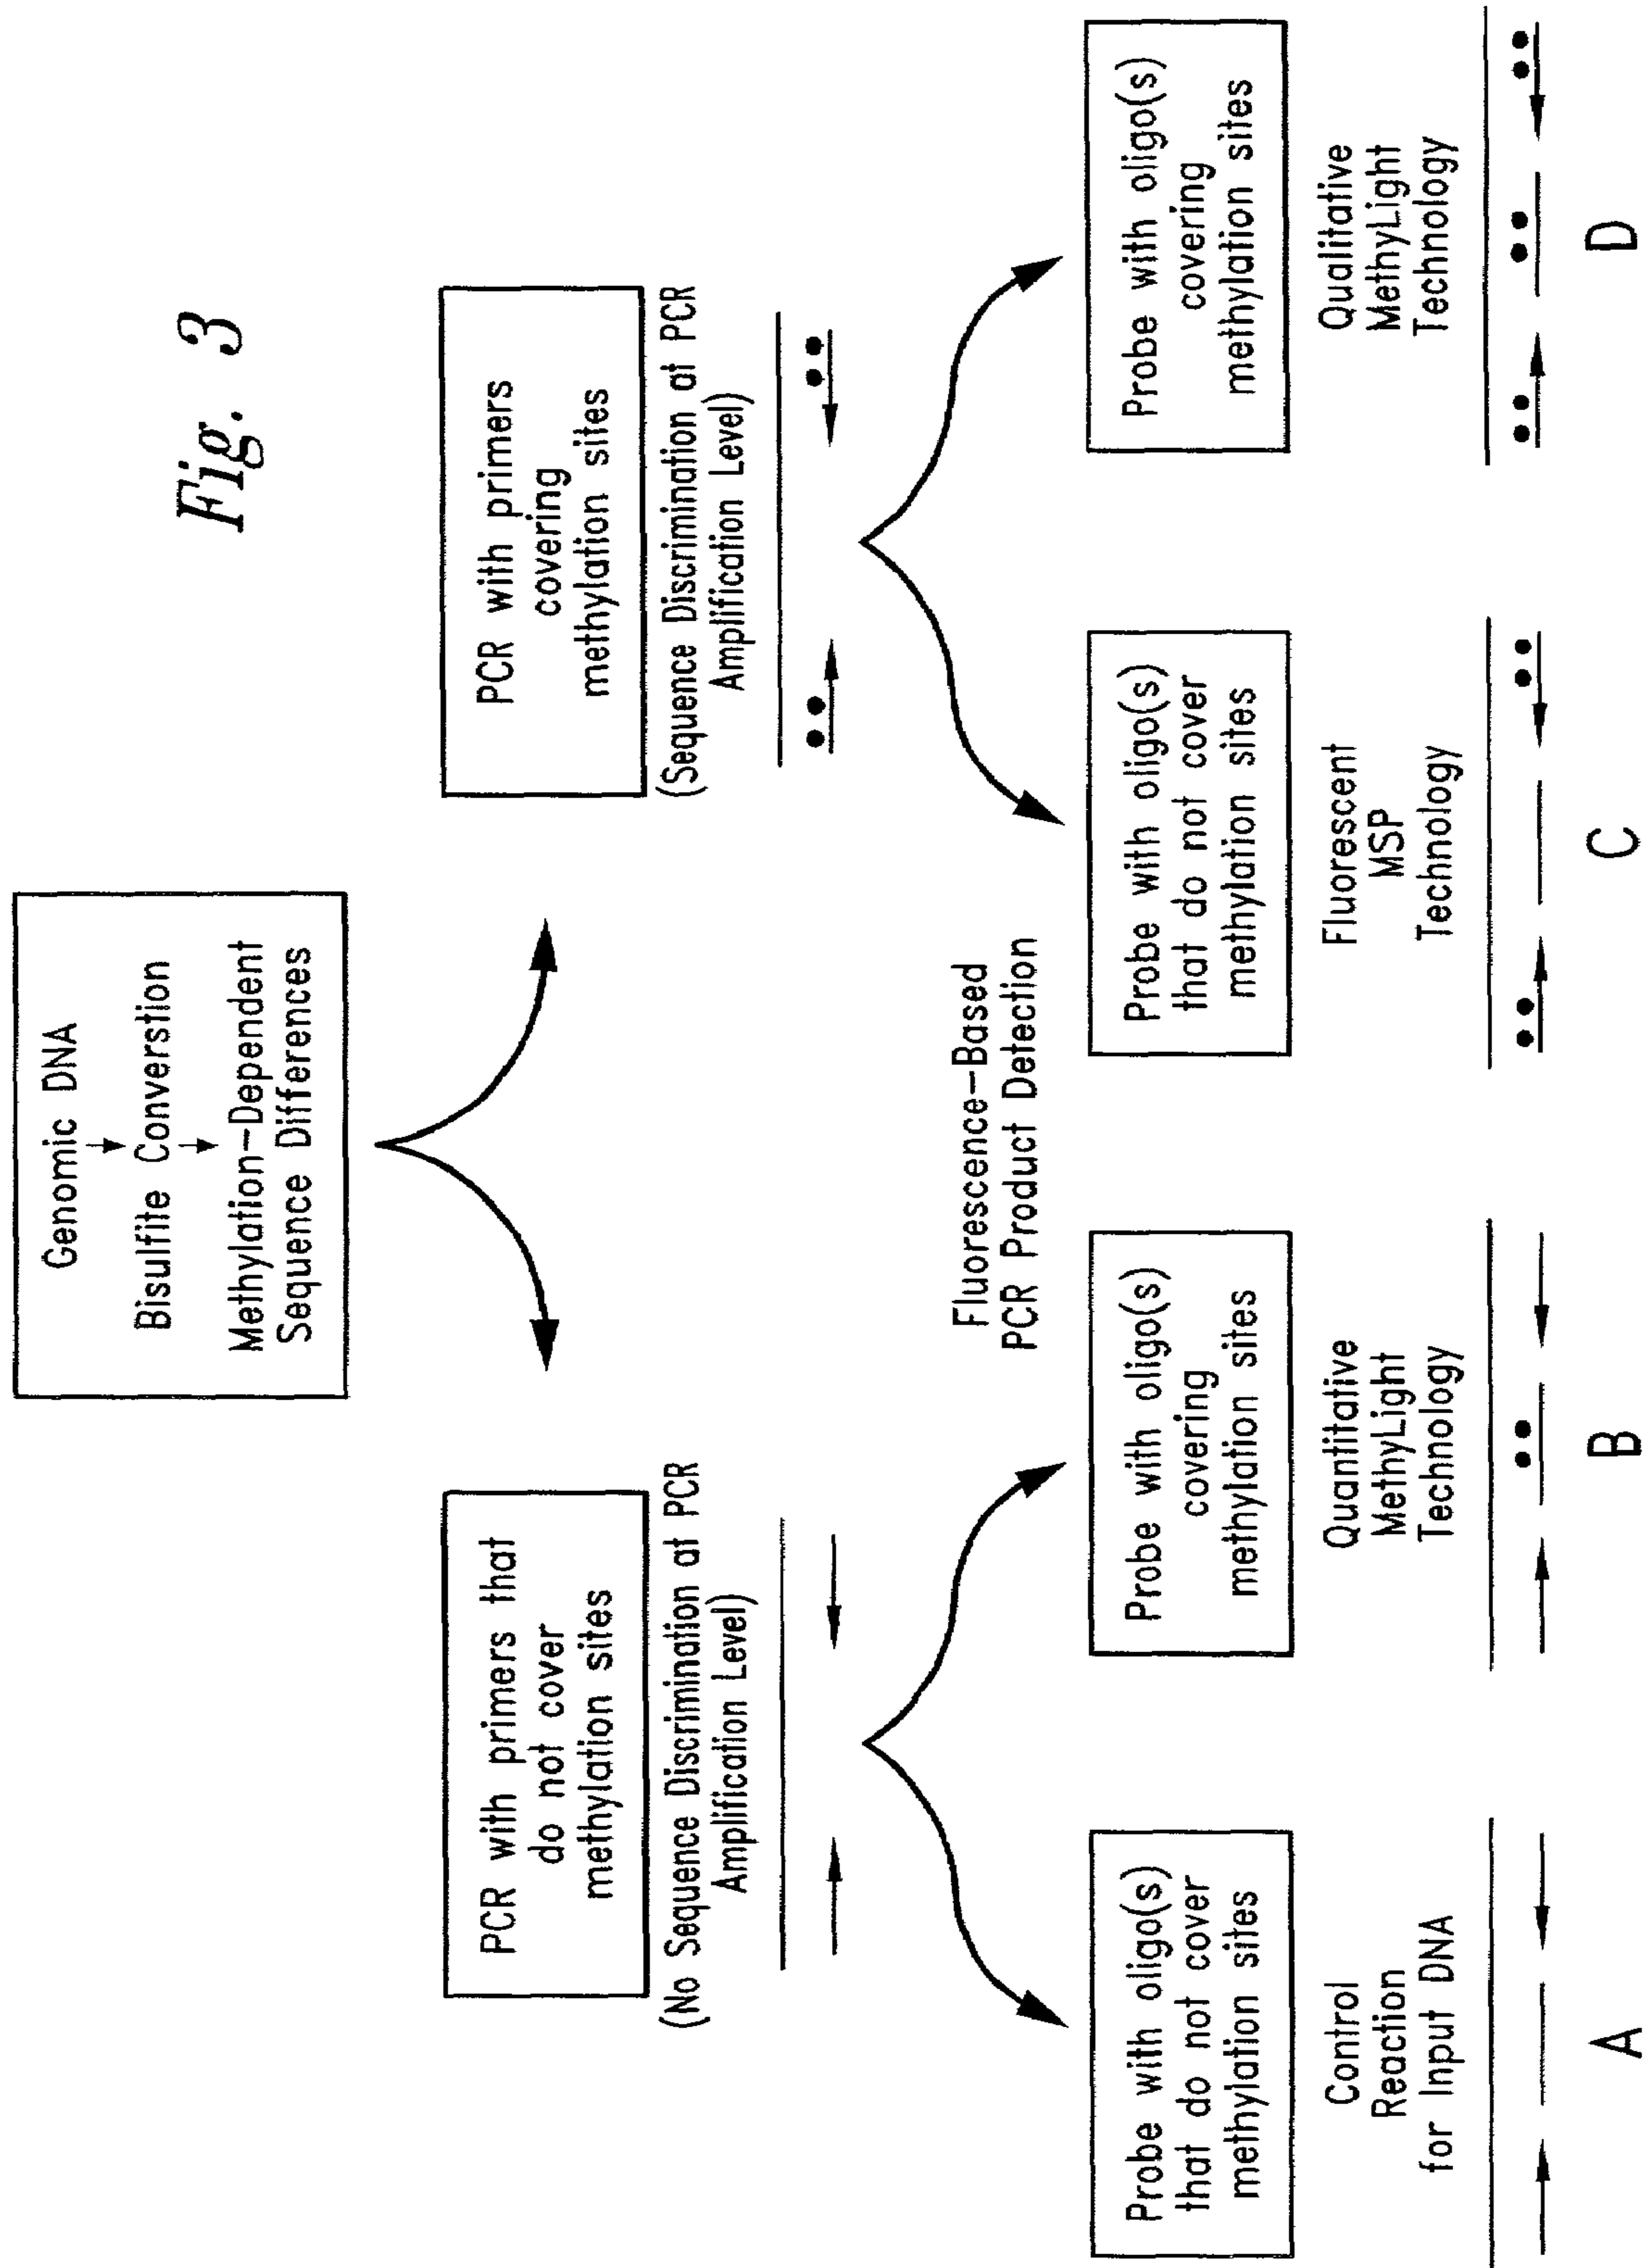 Fig. 3
Genomic DNA
Bisulfite Converstion
Methylation-Dependent
Sequence Differences
PCR with primers that
do not cover
methylation sites
(No Sequence Discrimination at PCR
Amplification Level)
PCR with primers
covering
methylation sites
(Sequence Discrimination at PCR
Amplification Level)
Fluorescence-Based
PCR Product Detection
Probe with oligo(s)
that do not cover
methylation sites
Control
Reaction
for Input DNA
A
Probe with oligo(s)
covering
methylation sites
Quantitative
MethyLight
Technology
B
Probe with oligo(s)
that do not cover
methylation sites
Fluorescent
MSP
Technology
C
Probe with oligo(s)
covering
methylation sites
Qualitative
MethyLight
Technology
D